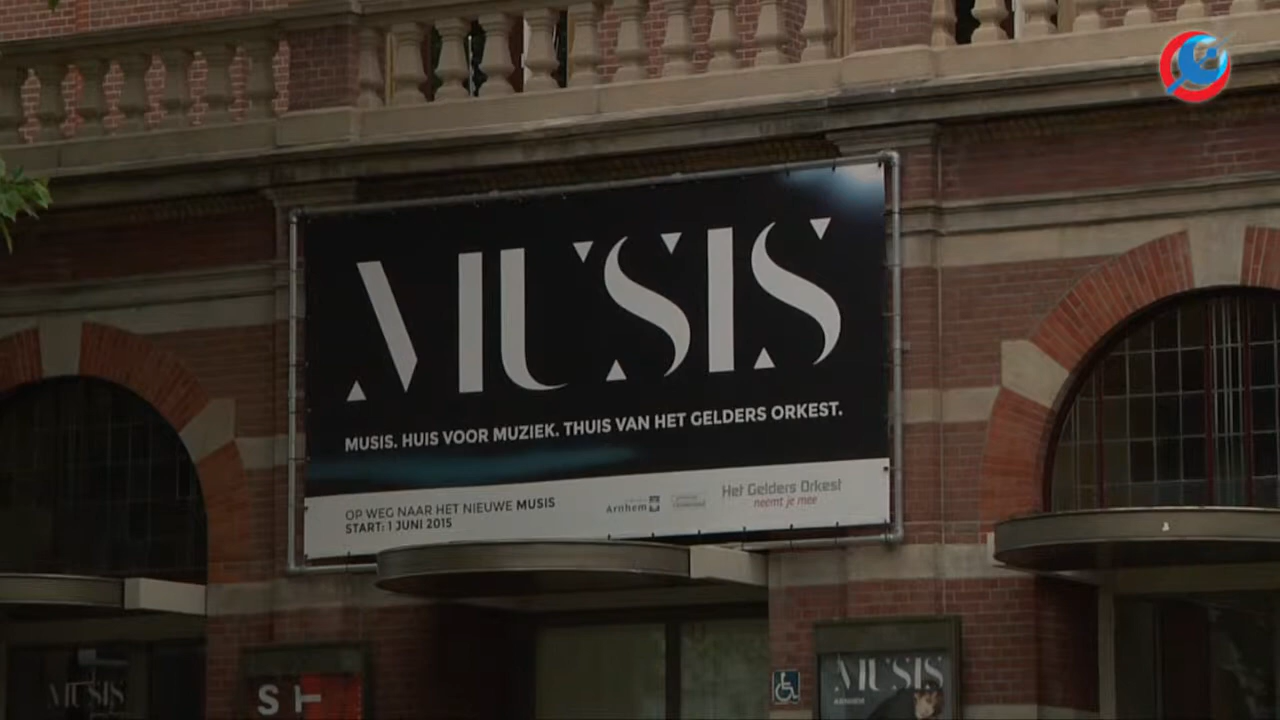 MUSIS
MUSIS. HUIS VOOR MUZIEK. THUIS VAN HET GELDERS ORKEST.
OP WEG NAAR HET NIEUWE MUSIS
START: 1 JUNI 2015
Arnhem
Het Gelders Orkest
neemt je mee
MUSIS
S
MUSIS
ARNHEM